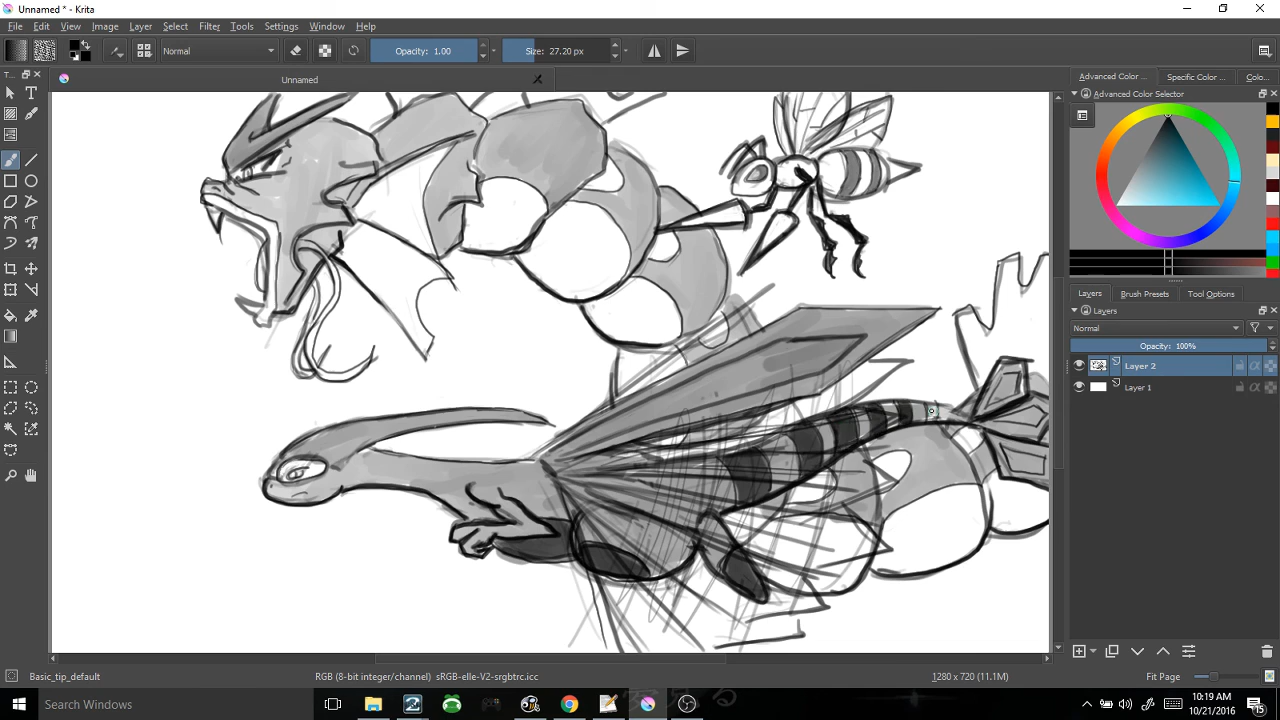 Unnamed * - Krita
File Edit View Image Layer Select Filter Tools Settings Window Help
Normal Opacity: 1.00 Size: 27.20 px
Unnamed
T...
Advanced Color ... Specific Color ... Colo...
Advanced Color Selector
Layers Brush Presets Tool Options
Layers
Normal
Opacity: 100%
Layer 2
Layer 1
Basic_tip_default RGB (8-bit integer/channel) sRGB-elle-V2-srgbtrc.icc 1280 x 720 (11.1M) Fit Page
Search Windows
10:19 AM
10/21/2016